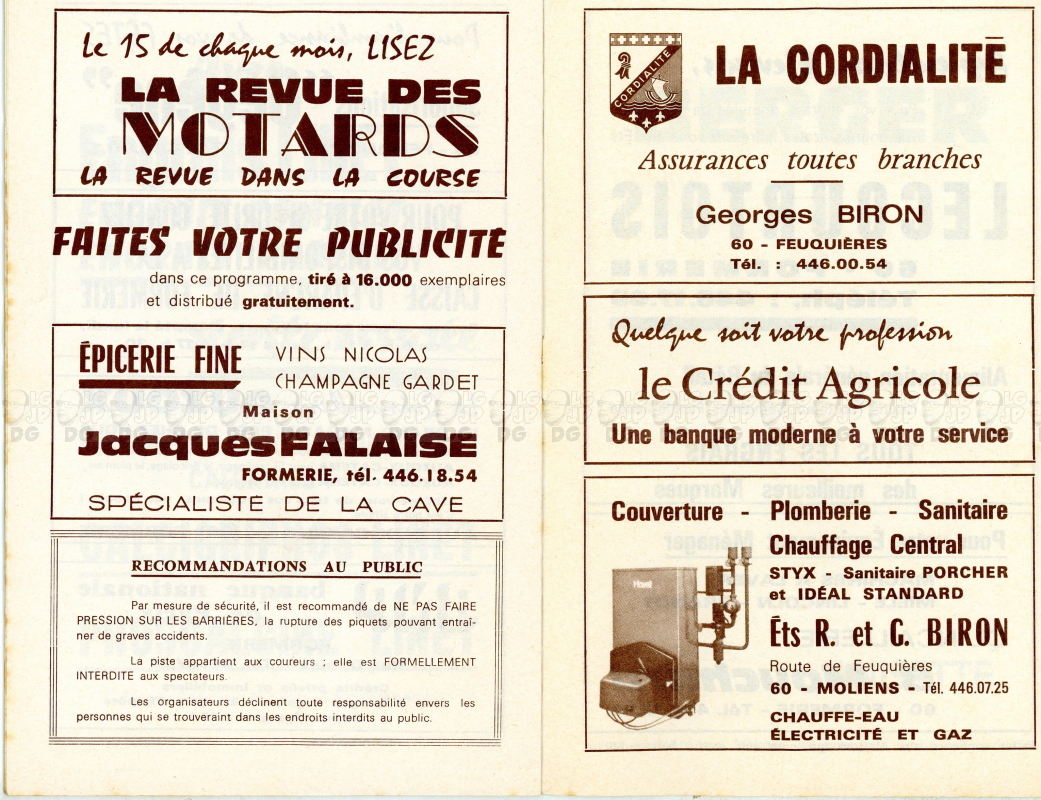 Le 15 de chaque mois, LISEZ
LA REVUE DES
MOTARDS
LA REVUE DANS LA COURSE
FAITES VOTRE PUBLICITÉ
dans ce programme, tiré à 16.000 exemplaires
et distribué gratuitement.
ÉPICERIE FINE
VINS NICOLAS
CHAMPAGNE GARDET
Maison
Jacques FALAISE
FORMERIE, tél. 446.18.54
SPÉCIALISTE DE LA CAVE
RECOMMANDATIONS AU PUBLIC
Par mesure de sécurité, il est recommandé de NE PAS FAIRE
PRESSION SUR LES BARRIÈRES, la rupture des piquets pouvant entraî-
ner de graves accidents.
La piste appartient aux coureurs ; elle est FORMELLEMENT
INTERDITE aux spectateurs.
Les organisateurs déclinent toute responsabilité envers les
personnes qui se trouveraint dans les endroits interdits au public.
CORDIALITÉ
LA CORDIALITÉ
Assurances toutes branches
Georges BIRON
60 - FEUQUIÈRES
Tél. : 446.00.54
Quelque soit votre profession
le Crédit Agricole
Une banque moderne à votre service
Couverture - Plomberie - Sanitaire
Chauffage Central
STYX - Sanitaire PORCHER
et IDÉAL STANDARD
Éts R. et C. BIRON
Route de Feuquières
60 - MOLIENS - Tél. 446.07.25
CHAUFFE-EAU
ÉLECTRICITÉ ET GAZ